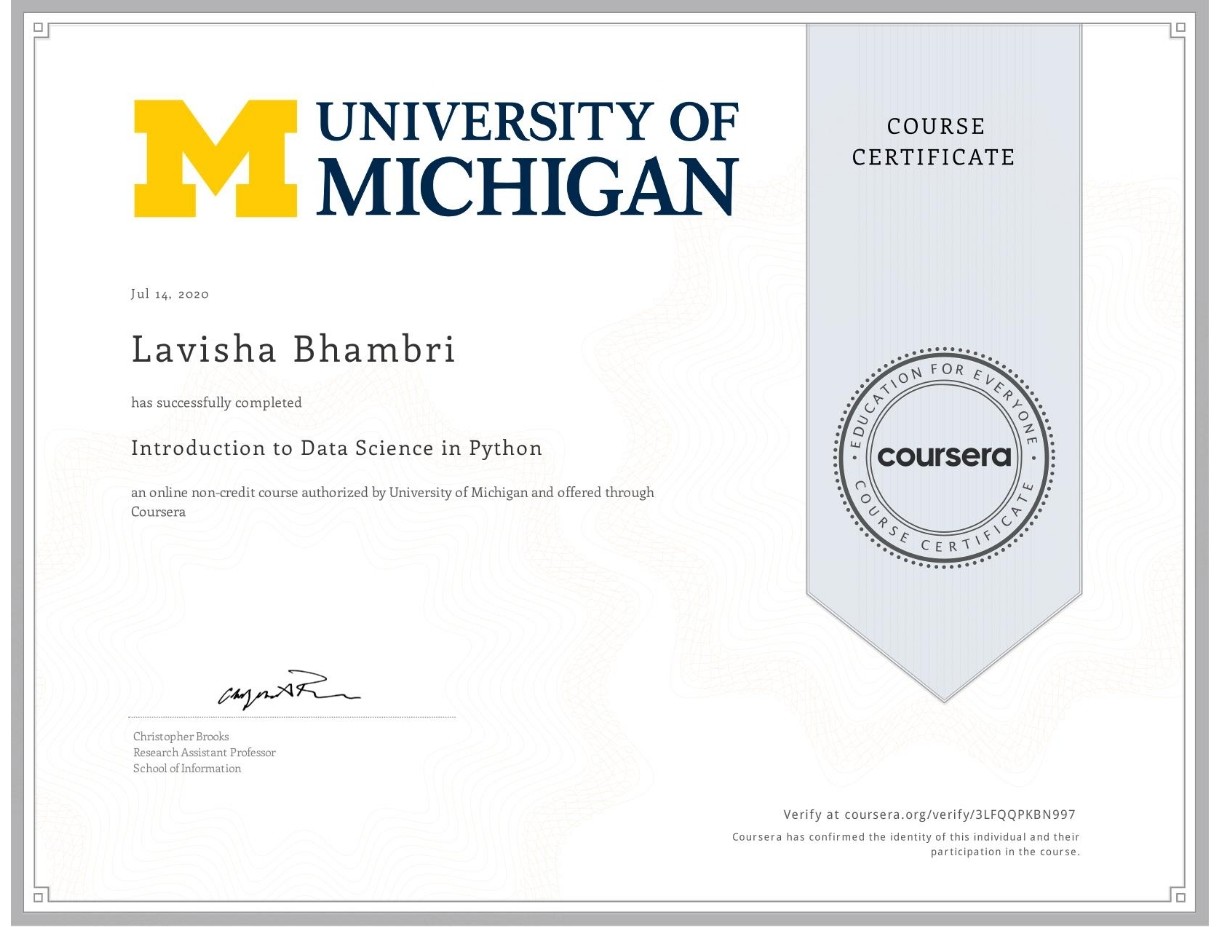 UNIVERSITY OF
MICHIGAN
COURSE
CERTIFICATE
Jul 14, 2020
Lavisha Bhambri
has successfully completed
Introduction to Data Science in Python
an online non-credit course authorized by University of Michigan and offered through
Coursera
EDUCATION FOR EVERYONE
coursera
COURSE CERTIFICATE
Christopher Brooks
Research Assistant Professor
School of Information
Verify at coursera.org/verify/3LFQQPKBN997
Coursera has confirmed the identity of this individual and their
participation in the course.